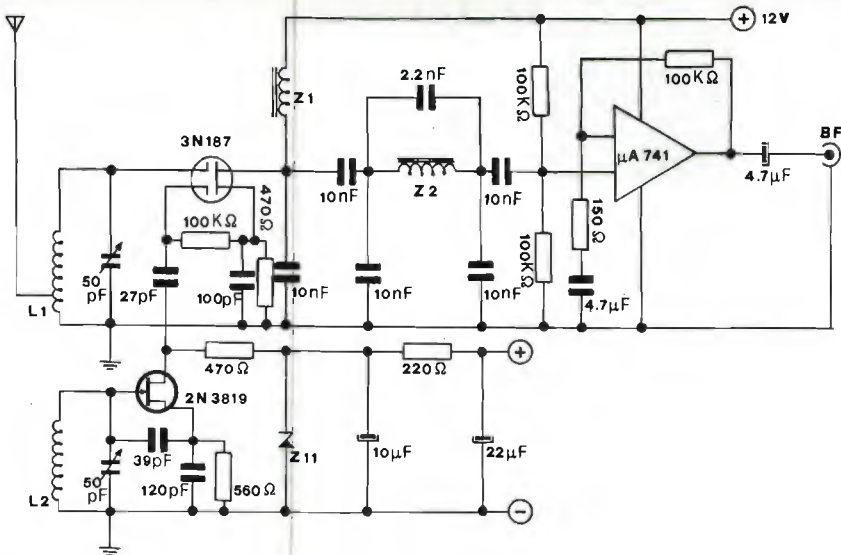 12V
Z1
2.2nF
100KΩ
100KΩ
3N187
BF
µA 741
Z2
4.7µF
10nF
10nF
470Ω
100KΩ
150Ω
100KΩ
50
pF
27pF
100pF
10nF
10nF
10nF
4.7µF
L1
470Ω
220Ω
2N3819
39pF
Z11
10µF
22µF
50
pF
120pF
560Ω
L2